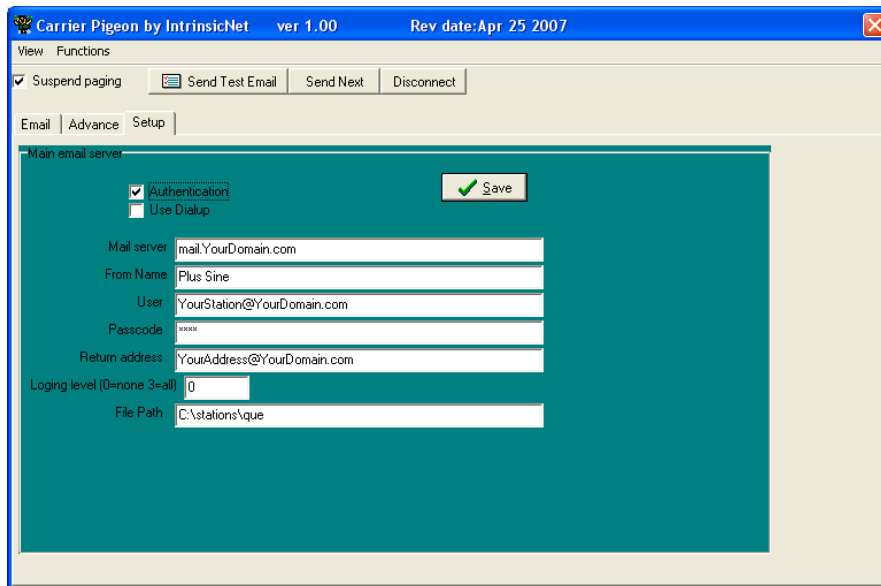 Carrier Pigeon by IntrinsicNet ver 1.00 Rev date:Apr 25 2007
View Functions
Suspend paging Send Test Email Send Next Disconnect
Email Advance Setup
Main email server
Authentication Save
Use Dialup
Mail server mail.YourDomain.com
From Name Plus Sine
User YourStation@YourDomain.com
Passcode ****
Return address YourAddress@YourDomain.com
Loging level (0=none 3=all) 0
File Path C:\stations\que